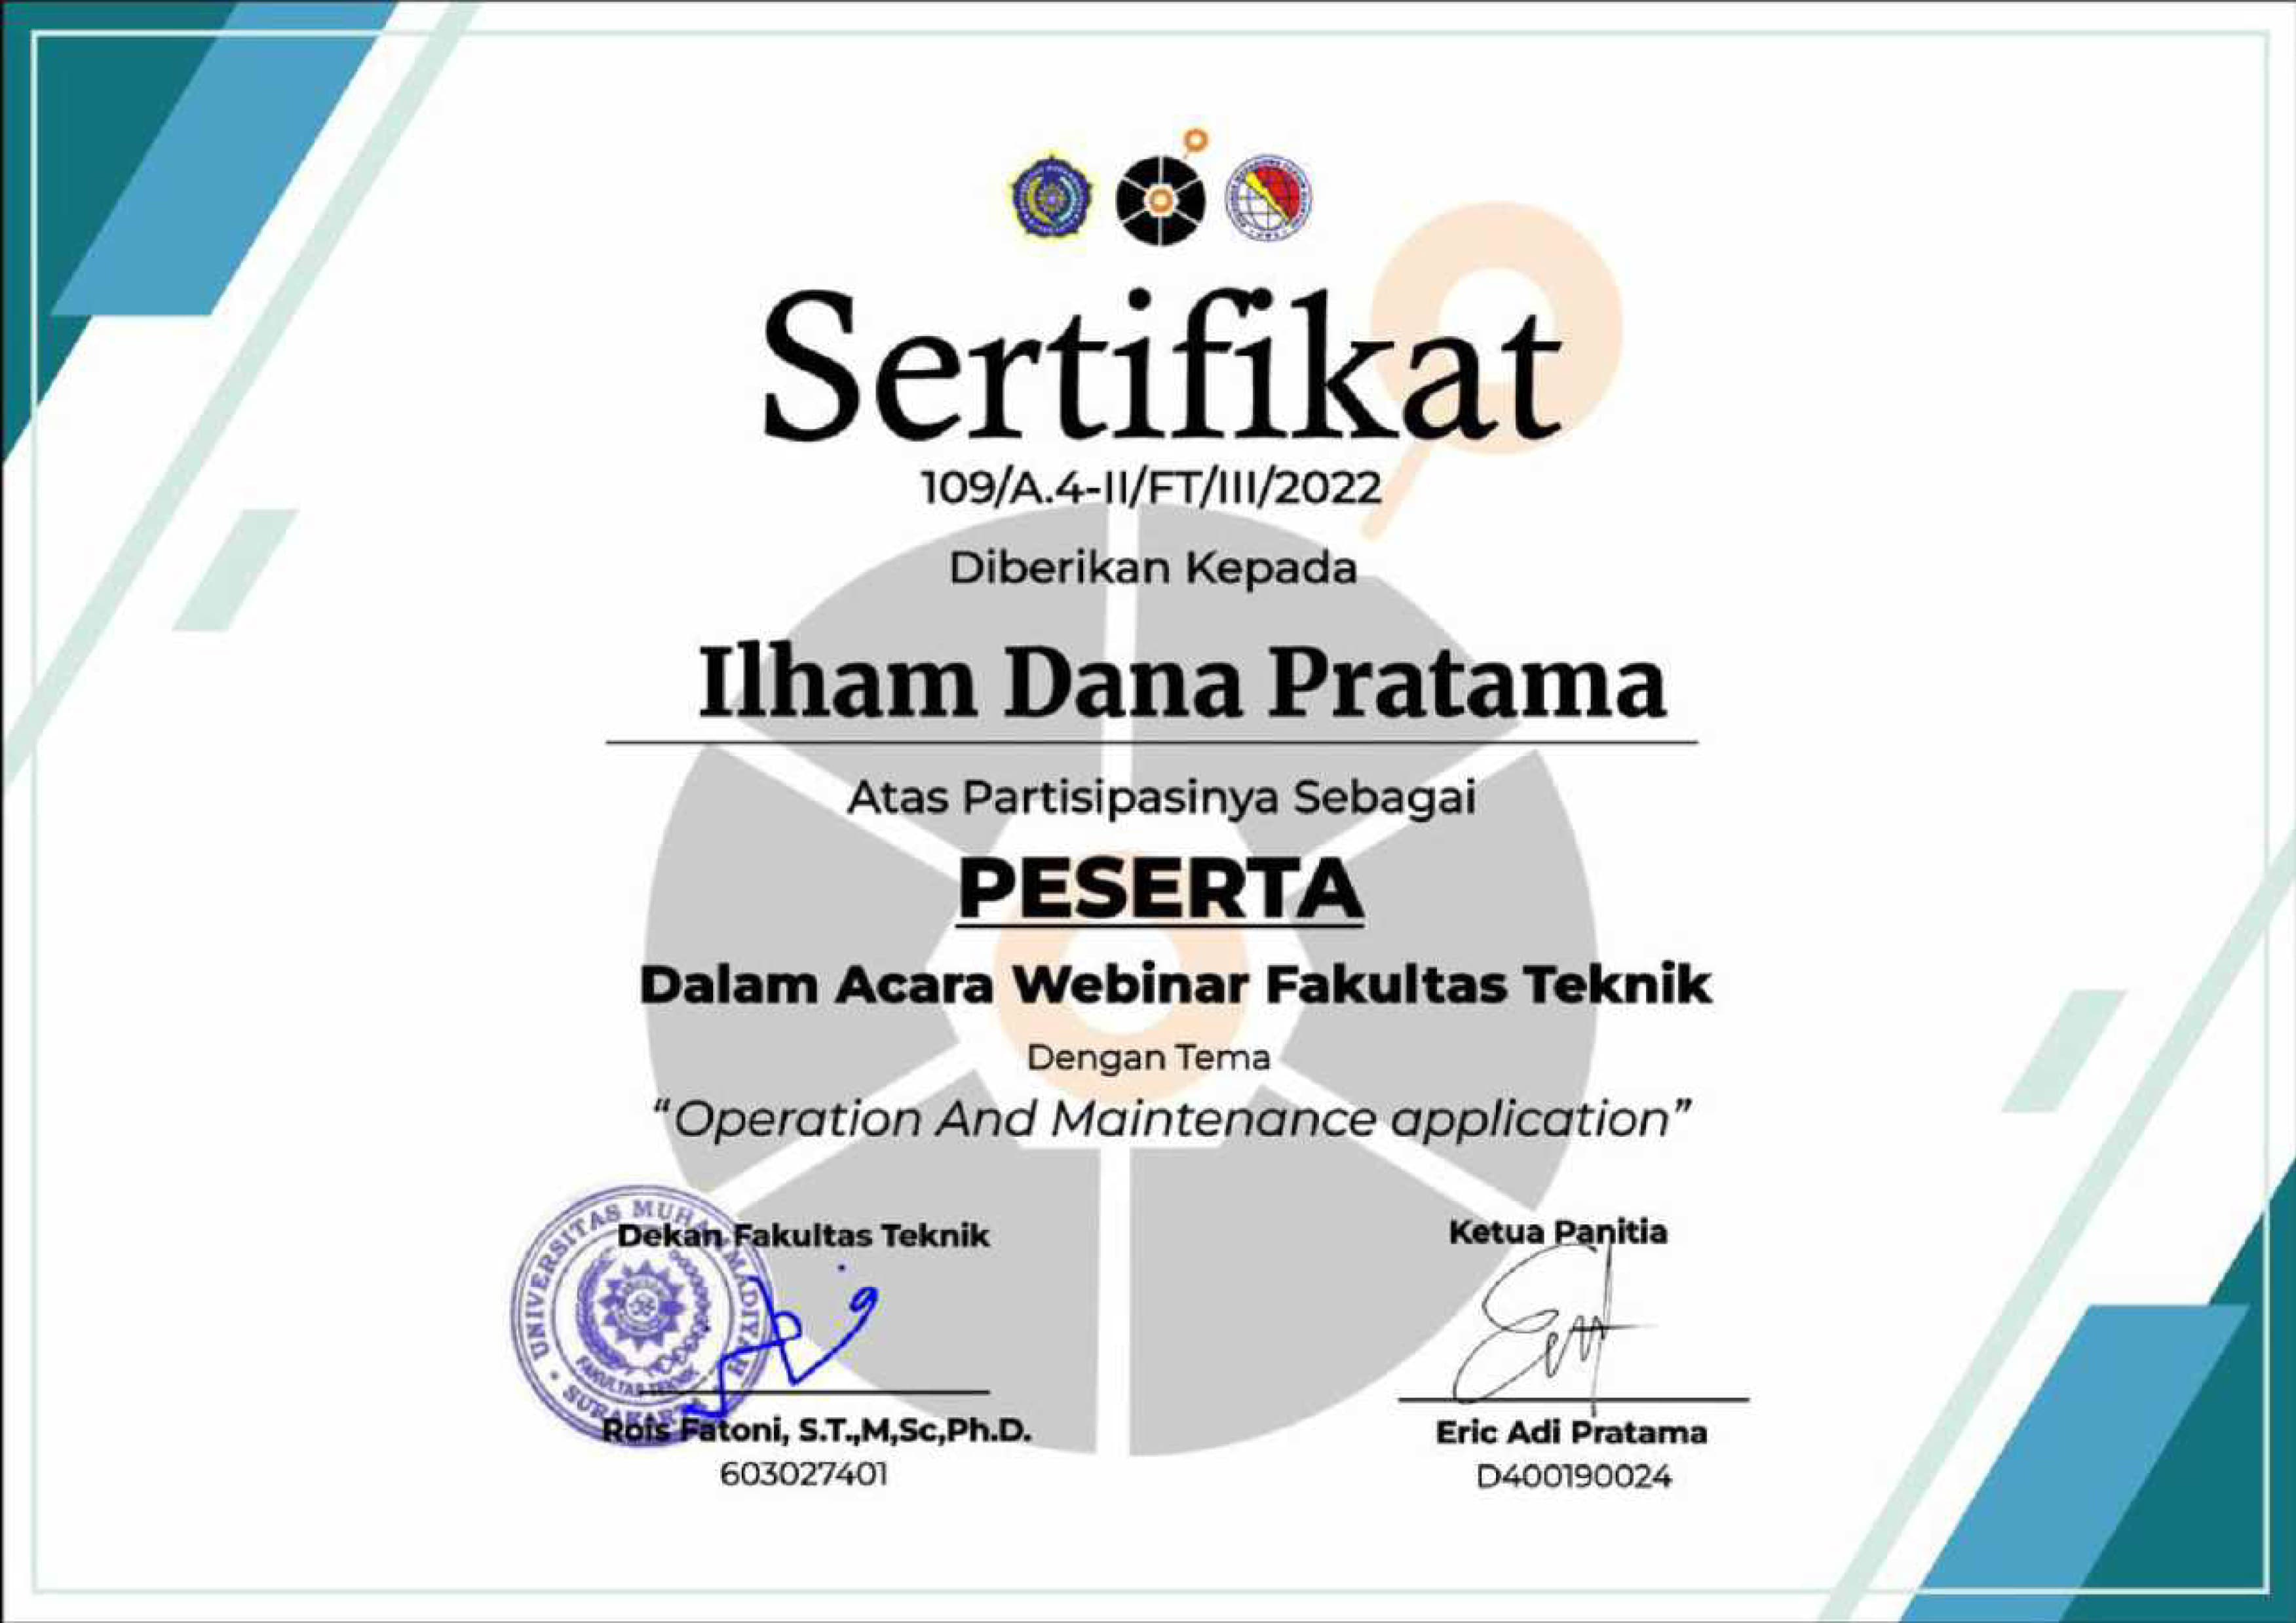 Sertifikat
109/A.4-II/FT/III/2022
Diberikan Kepada
Ilham Dana Pratama
Atas Partisipasinya Sebagai
PESERTA
Dalam Acara Webinar Fakultas Teknik
Dengan Tema
“Operation And Maintenance application”
Dekan Fakultas Teknik
UNIVERSITAS MUHAMMADIYAH
FAKULTAS TEKNIK
SURAKARTA
Rois Fatoni, S.T.,M,Sc,Ph.D.
603027401
Ketua Panitia
Eric Adi Pratama
D400190024